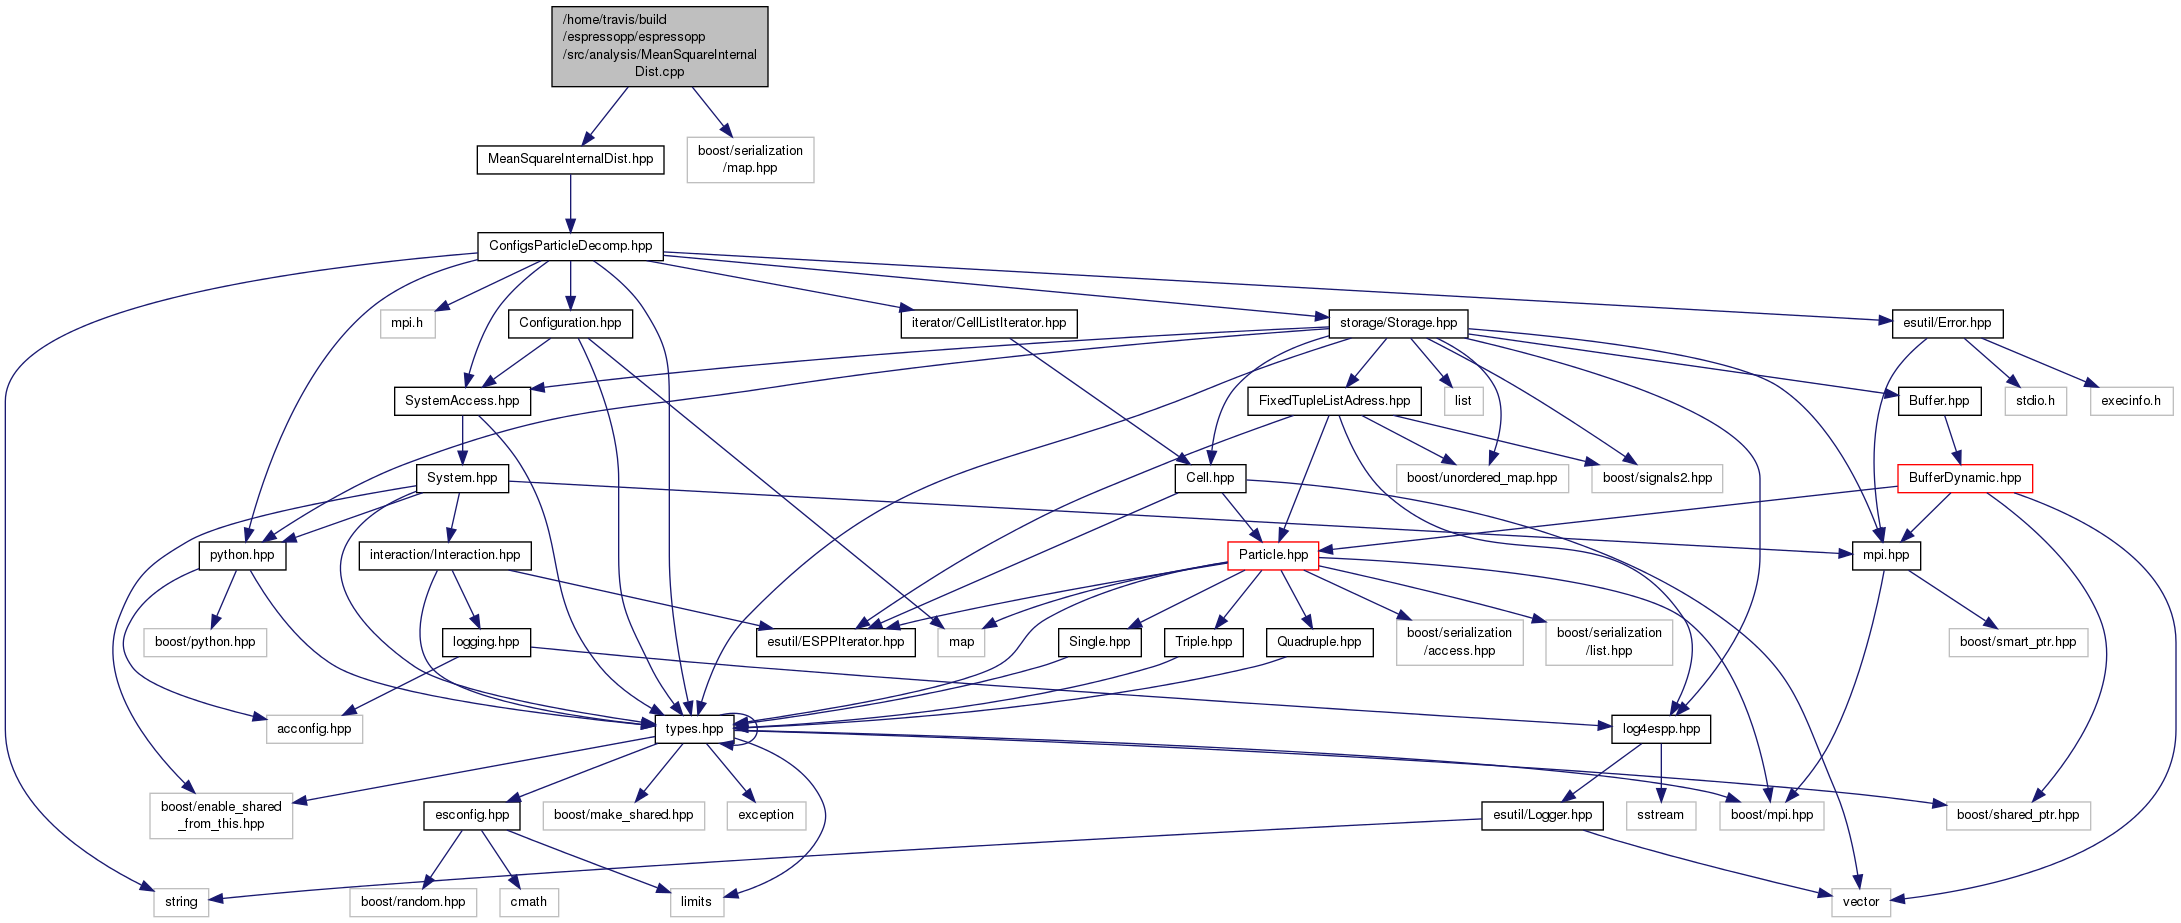 /home/travis/build
/espressopp/espressopp
/src/analysis/MeanSquareInternal
Dist.cpp
MeanSquareInternalDist.hpp
boost/serialization
/map.hpp
ConfigsParticleDecomp.hpp
mpi.h
Configuration.hpp
iterator/CellListIterator.hpp
storage/Storage.hpp
esutil/Error.hpp
SystemAccess.hpp
FixedTupleListAdress.hpp
list
Buffer.hpp
stdio.h
execinfo.h
System.hpp
Cell.hpp
boost/unordered_map.hpp
boost/signals2.hpp
BufferDynamic.hpp
python.hpp
interaction/Interaction.hpp
Particle.hpp
mpi.hpp
boost/python.hpp
logging.hpp
esutil/ESPPIterator.hpp
map
Single.hpp
Triple.hpp
Quadruple.hpp
boost/serialization
/access.hpp
boost/serialization
/list.hpp
boost/smart_ptr.hpp
acconfig.hpp
types.hpp
log4espp.hpp
boost/enable_shared
_from_this.hpp
esconfig.hpp
boost/make_shared.hpp
exception
esutil/Logger.hpp
sstream
boost/mpi.hpp
boost/shared_ptr.hpp
string
boost/random.hpp
cmath
limits
vector